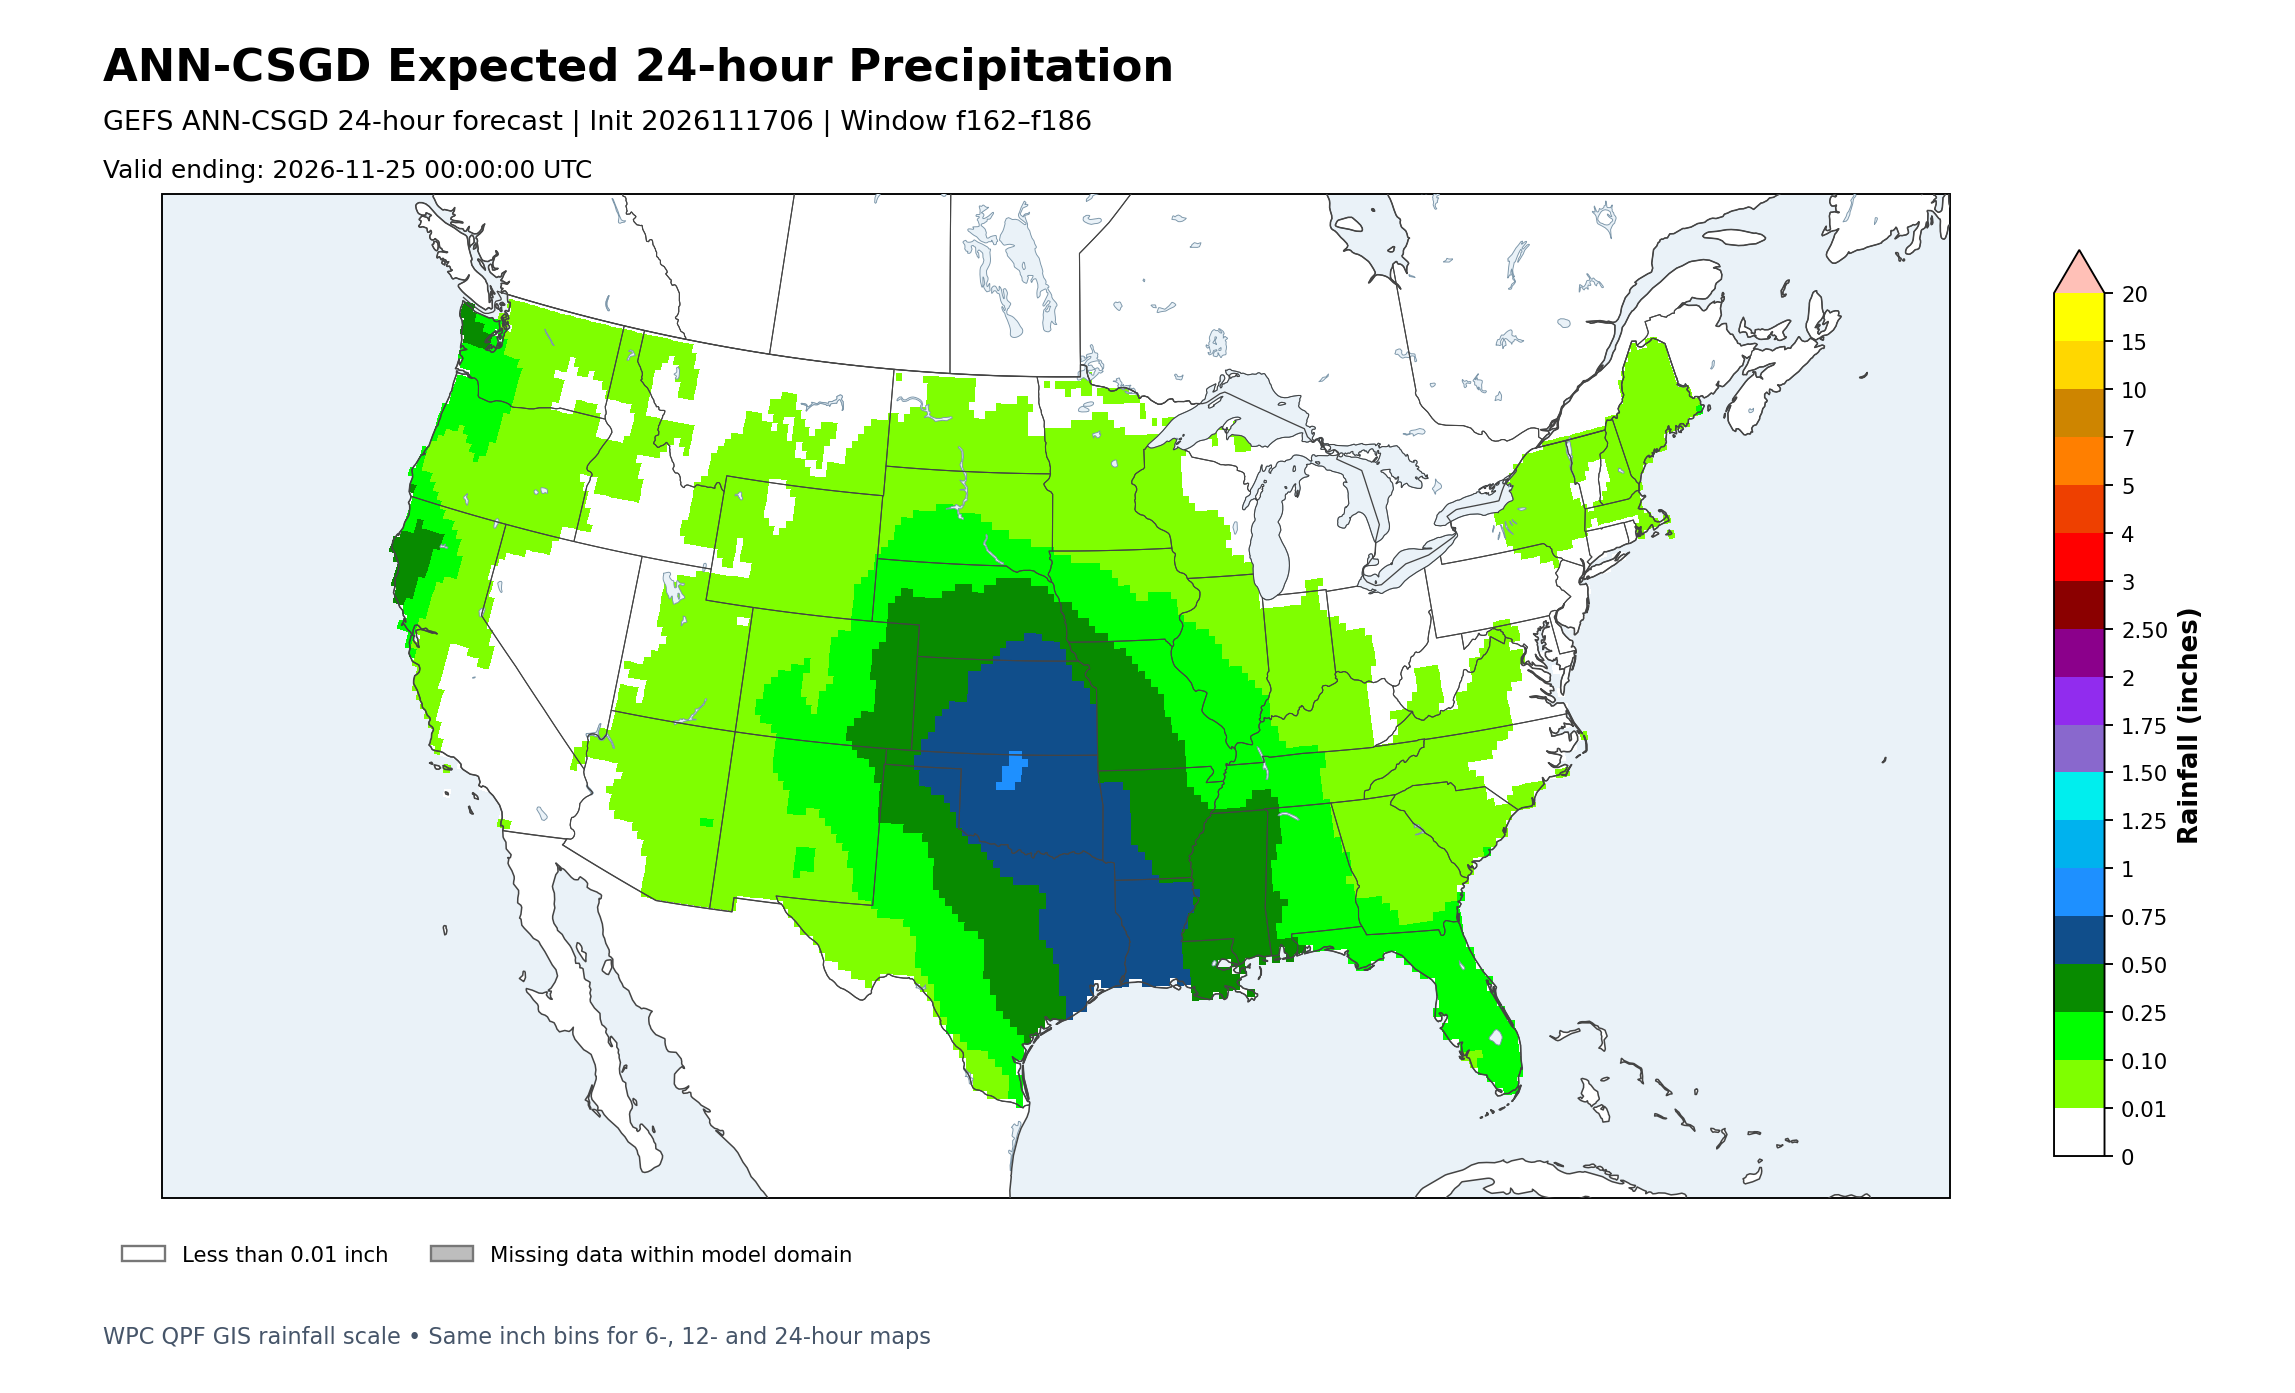 ANN-CSGD Expected 24-hour Precipitation
GEFS ANN-CSGD 24-hour forecast | Init 2026111706 | Window f162–f186
Valid ending: 2026-11-25 00:00:00 UTC
20
15
10
7
5
4
3
2.50
2
1.75
1.50
1.25
1
0.75
0.50
0.25
0.10
0.01
0
Rainfall (inches)
Less than 0.01 inch
Missing data within model domain
WPC QPF GIS rainfall scale • Same inch bins for 6-, 12- and 24-hour maps